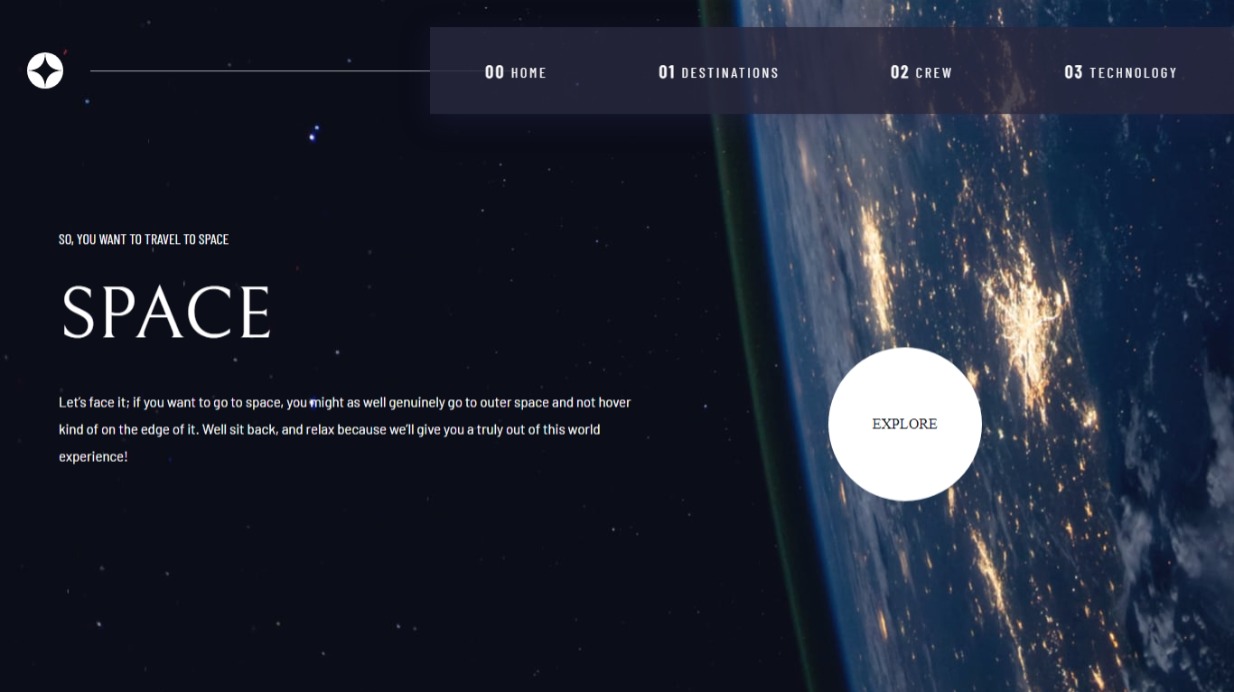 00 HOME 01 DESTINATIONS 02 CREW 03 TECHNOLOGY
SO, YOU WANT TO TRAVEL TO SPACE
SPACE
Let's face it; if you want to go to space, you might as well genuinely go to outer space and not hover
kind of on the edge of it. Well sit back, and relax because we'll give you a truly out of this world
experience!
EXPLORE